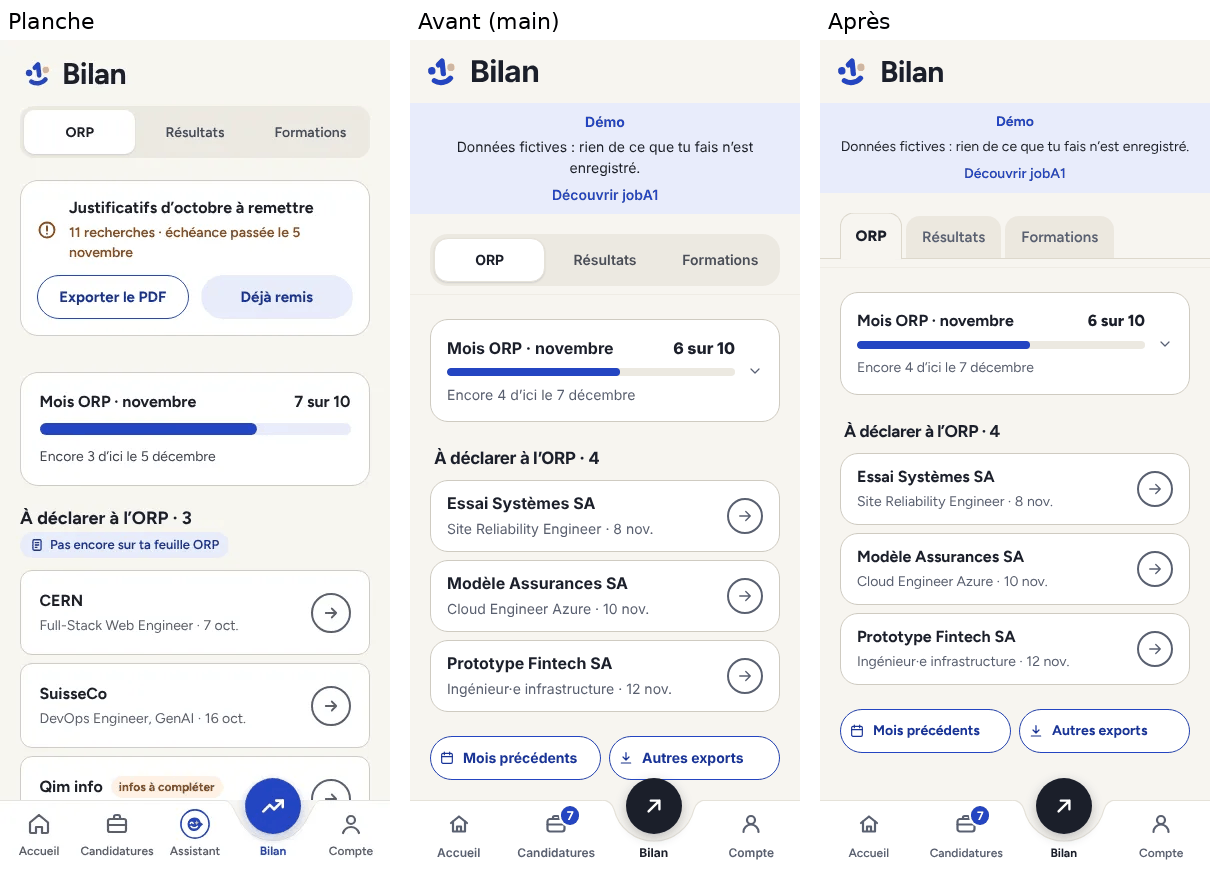 Planche
Bilan
ORP
Résultats
Formations
Justificatifs d’octobre à remettre
11 recherches · échéance passée le 5
novembre
Exporter le PDF
Déjà remis
Mois ORP · novembre
7 sur 10
Encore 3 d’ici le 5 décembre
À déclarer à l’ORP · 3
Pas encore sur ta feuille ORP
CERN
Full-Stack Web Engineer · 7 oct.
SuisseCo
DevOps Engineer, GenAI · 16 oct.
Qim info
infos à compléter
Accueil
Candidatures
Assistant
Bilan
Compte
Avant (main)
Bilan
Démo
Données fictives : rien de ce que tu fais n’est
enregistré.
Découvrir jobA1
ORP
Résultats
Formations
Mois ORP · novembre
6 sur 10
Encore 4 d’ici le 7 décembre
À déclarer à l’ORP · 4
Essai Systèmes SA
Site Reliability Engineer · 8 nov.
Modèle Assurances SA
Cloud Engineer Azure · 10 nov.
Prototype Fintech SA
Ingénieur·e infrastructure · 12 nov.
Mois précédents
Autres exports
Accueil
7
Candidatures
Bilan
Compte
Après
Bilan
Démo
Données fictives : rien de ce que tu fais n’est enregistré.
Découvrir jobA1
ORP
Résultats
Formations
Mois ORP · novembre
6 sur 10
Encore 4 d’ici le 7 décembre
À déclarer à l’ORP · 4
Essai Systèmes SA
Site Reliability Engineer · 8 nov.
Modèle Assurances SA
Cloud Engineer Azure · 10 nov.
Prototype Fintech SA
Ingénieur·e infrastructure · 12 nov.
Mois précédents
Autres exports
Accueil
7
Candidatures
Bilan
Compte